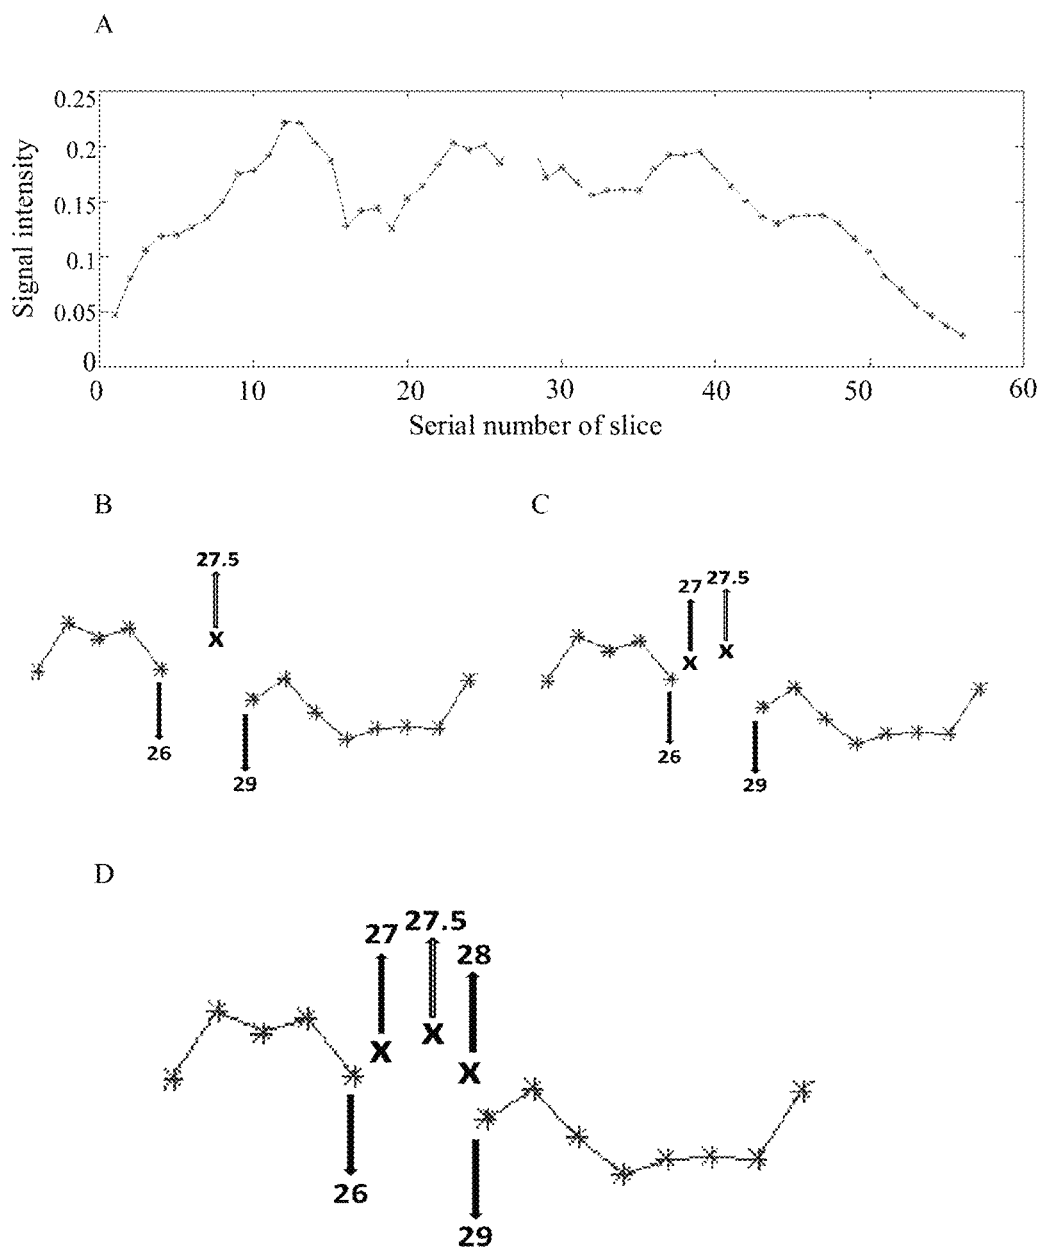 A
0.25
0.2
0.15
0.1
0.05
0
Signal intensity
0 10 20 30 40 50 60
Serial number of slice
B
27.5
X
26
29
C
27 27.5
X X
26
29
D
27 27.5 28
X X X
26
29